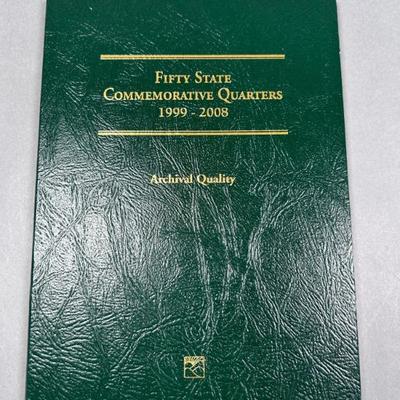 Fifty State
Commemorative Quarters
1999 - 2008
Archival Quality